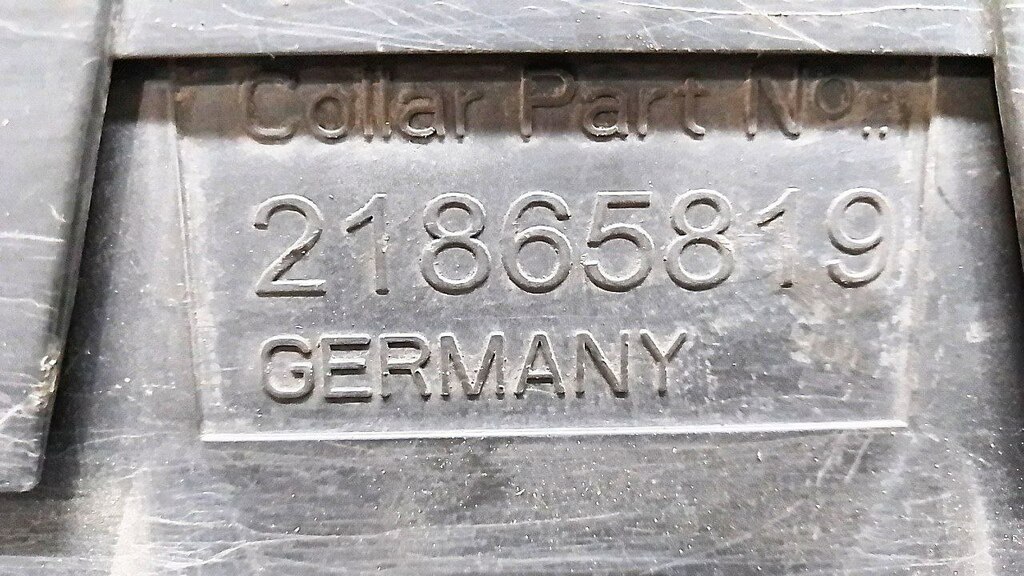 Collar Part Nº.:
21865819
GERMANY